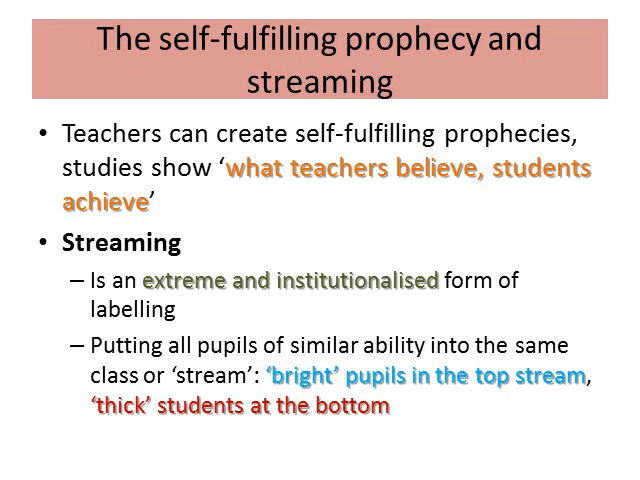 The self-fulfilling prophecy and
streaming
• Teachers can create self-fulfilling prophecies,
studies show ‘what teachers believe, students
achieve’
• Streaming
– Is an extreme and institutionalised form of
labelling
– Putting all pupils of similar ability into the same
class or ‘stream’: ‘bright’ pupils in the top stream,
‘thick’ students at the bottom